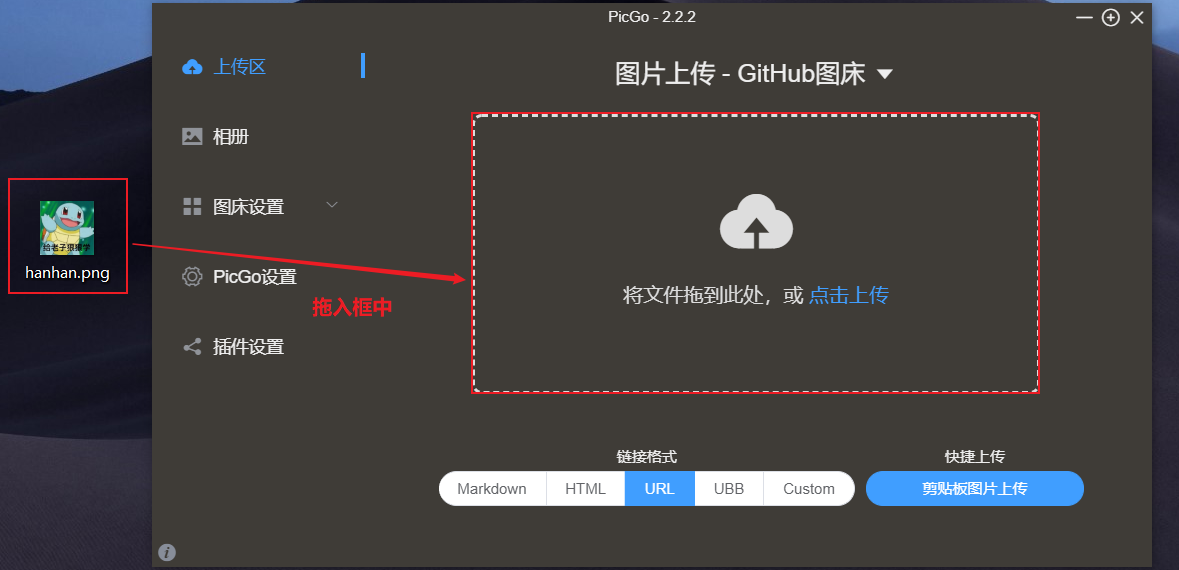 PicGo - 2.2.2
上传区
图片上传 - GitHub图床
相册
图床设置
给老子狠狠学
hanhan.png
PicGo设置
拖入框中
将文件拖到此处，或 点击上传
插件设置
链接格式
快捷上传
Markdown HTML URL UBB Custom
剪贴板图片上传
i